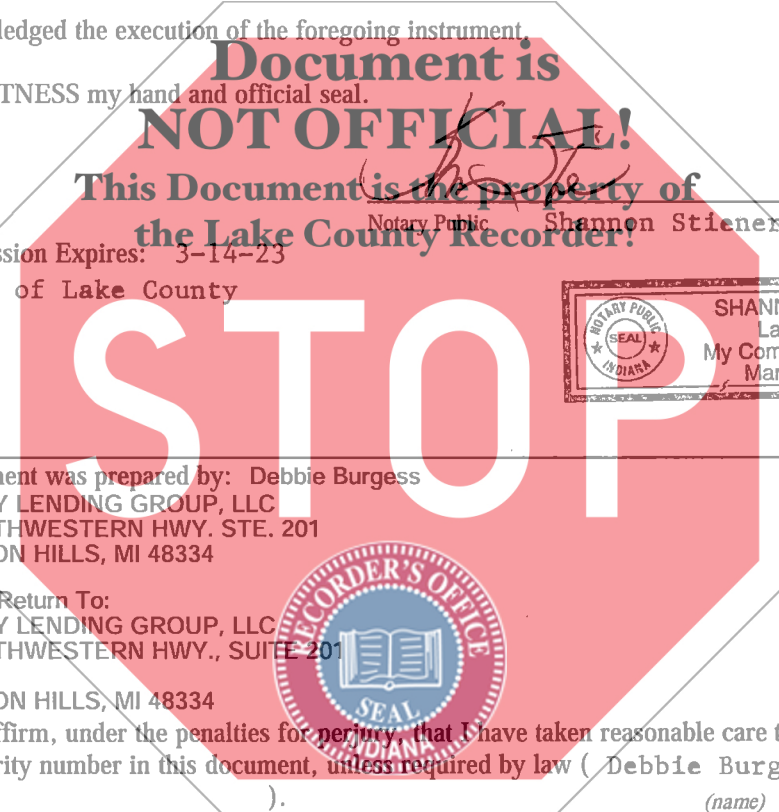 ledged the execution of the foregoing instrument.
Document is
TNESS my hand and official seal.
NOT OFFICIAL!
This Document is the property of
the Lake County Recorder!
Notary Public Shannon Stiener
sion Expires: 3-14-23
of Lake County
NOTARY PUBLIC
SEAL
INDIANA
SHANN
La
My Com
Mar
STOP
ent was prepared by: Debbie Burgess
Y LENDING GROUP, LLC
THWESTERN HWY. STE. 201
ON HILLS, MI 48334
Return To:
Y LENDING GROUP, LLC
THWESTERN HWY., SUITE 201
ON HILLS, MI 48334
RECORDER'S OFFICE
SEAL
INDIANA
ffirm, under the penalties for perjury, that I have taken reasonable care t
rity number in this document, unless required by law ( Debbie Burg
).
(name)